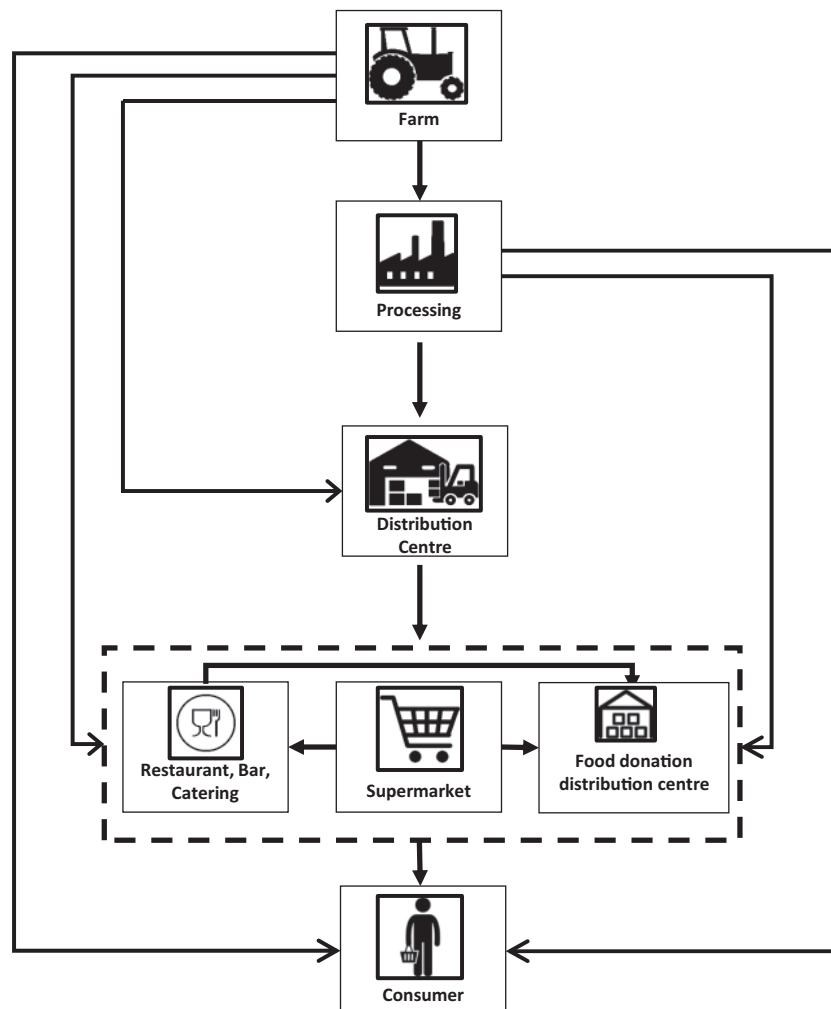 Farm
Processing
Distribution
Centre
Restaurant, Bar,
Catering
Supermarket
Food donation
distribution centre
Consumer